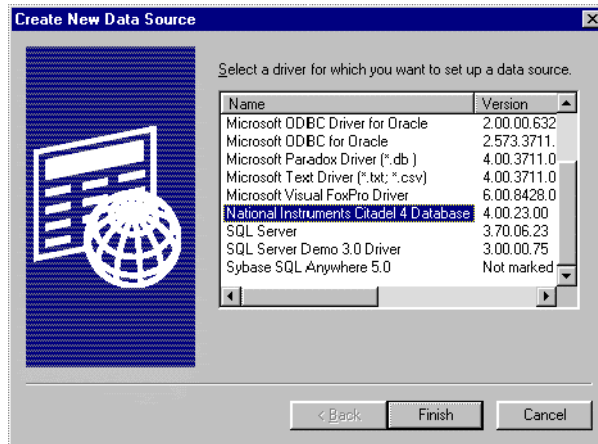 Create New Data Source
Select a driver for which you want to set up a data source.
Name Version
Microsoft ODBC Driver for Oracle 2.00.00.632
Microsoft ODBC for Oracle 2.573.3711.
Microsoft Paradox Driver (*.db ) 4.00.3711.0
Microsoft Text Driver (*.txt; *.csv) 4.00.3711.0
Microsoft Visual FoxPro Driver 6.00.8428.0
National Instruments Citadel 4 Database 4.00.23.00
SQL Server 3.70.06.23
SQL Server Demo 3.0 Driver 3.00.00.75
Sybase SQL Anywhere 5.0 Not marked
< Back Finish Cancel